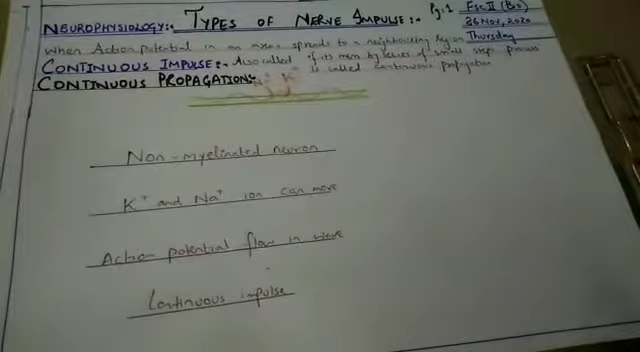 NEUROPHYSIOLOGY:- TYPES OF NERVE IMPULSE:- Pg:1 FSC II (Bio)
26 Nov, 2020
When Action potential in an axon spreads to a neighbouring region Thursday
CONTINUOUS IMPULSE:- Also called of its mem by series of small step process
CONTINUOUS PROPAGATION:- is called continuous propagation
K+
Non-myelinated neuron
K+ and Na+ ion can move
Action potential flow in wave
Continuous impulse